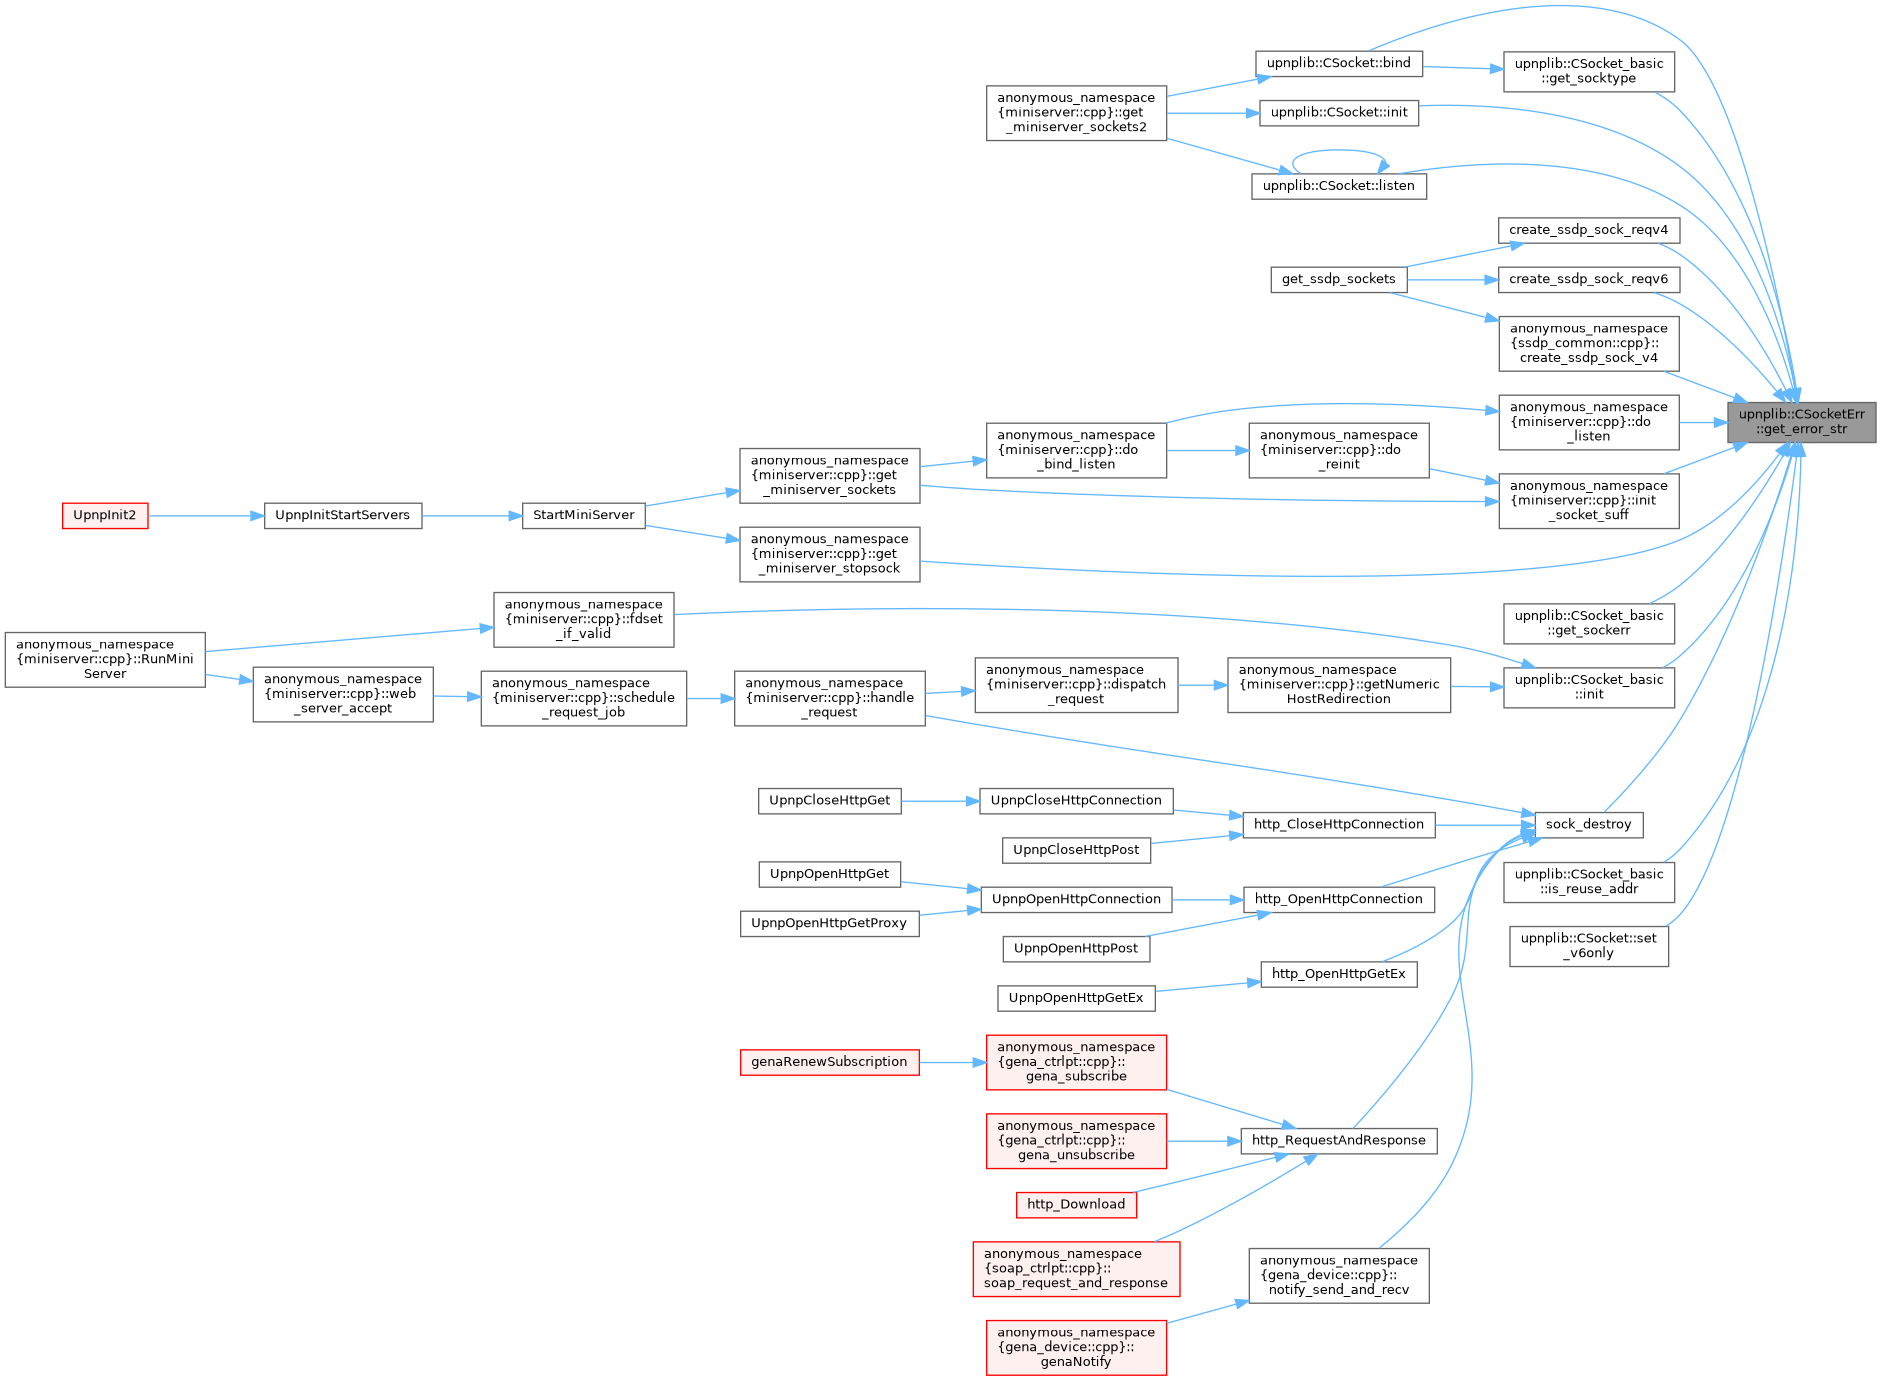 upnplib::CSocket::bind
upnplib::CSocket_basic
::get_socktype
anonymous_namespace
{miniserver::cpp}::get
_miniserver_sockets2
upnplib::CSocket::init
upnplib::CSocket::listen
create_ssdp_sock_reqv4
get_ssdp_sockets
create_ssdp_sock_reqv6
anonymous_namespace
{ssdp_common::cpp}::
create_ssdp_sock_v4
upnplib::CSocketErr
::get_error_str
anonymous_namespace
{miniserver::cpp}::do
_listen
anonymous_namespace
{miniserver::cpp}::do
_bind_listen
anonymous_namespace
{miniserver::cpp}::do
_reinit
anonymous_namespace
{miniserver::cpp}::get
_miniserver_sockets
anonymous_namespace
{miniserver::cpp}::init
_socket_suff
UpnpInit2
UpnpInitStartServers
StartMiniServer
anonymous_namespace
{miniserver::cpp}::get
_miniserver_stopsock
anonymous_namespace
{miniserver::cpp}::fdset
_if_valid
upnplib::CSocket_basic
::get_sockerr
anonymous_namespace
{miniserver::cpp}::RunMini
Server
anonymous_namespace
{miniserver::cpp}::web
_server_accept
anonymous_namespace
{miniserver::cpp}::schedule
_request_job
anonymous_namespace
{miniserver::cpp}::handle
_request
anonymous_namespace
{miniserver::cpp}::dispatch
_request
anonymous_namespace
{miniserver::cpp}::getNumeric
HostRedirection
upnplib::CSocket_basic
::init
UpnpCloseHttpGet
UpnpCloseHttpConnection
http_CloseHttpConnection
sock_destroy
UpnpCloseHttpPost
UpnpOpenHttpGet
upnplib::CSocket_basic
::is_reuse_addr
UpnpOpenHttpConnection
http_OpenHttpConnection
UpnpOpenHttpGetProxy
UpnpOpenHttpPost
upnplib::CSocket::set
_v6only
http_OpenHttpGetEx
UpnpOpenHttpGetEx
genaRenewSubscription
anonymous_namespace
{gena_ctrlpt::cpp}::
gena_subscribe
anonymous_namespace
{gena_ctrlpt::cpp}::
gena_unsubscribe
http_RequestAndResponse
http_Download
anonymous_namespace
{soap_ctrlpt::cpp}::
soap_request_and_response
anonymous_namespace
{gena_device::cpp}::
notify_send_and_recv
anonymous_namespace
{gena_device::cpp}::
genaNotify